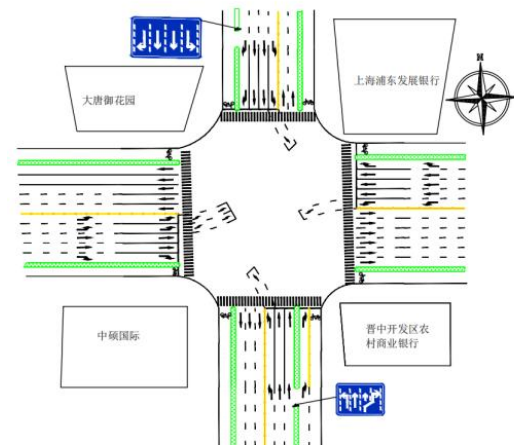 N
大唐御花园
上海浦东发展银行
中硕国际
晋中开发区农
村商业银行